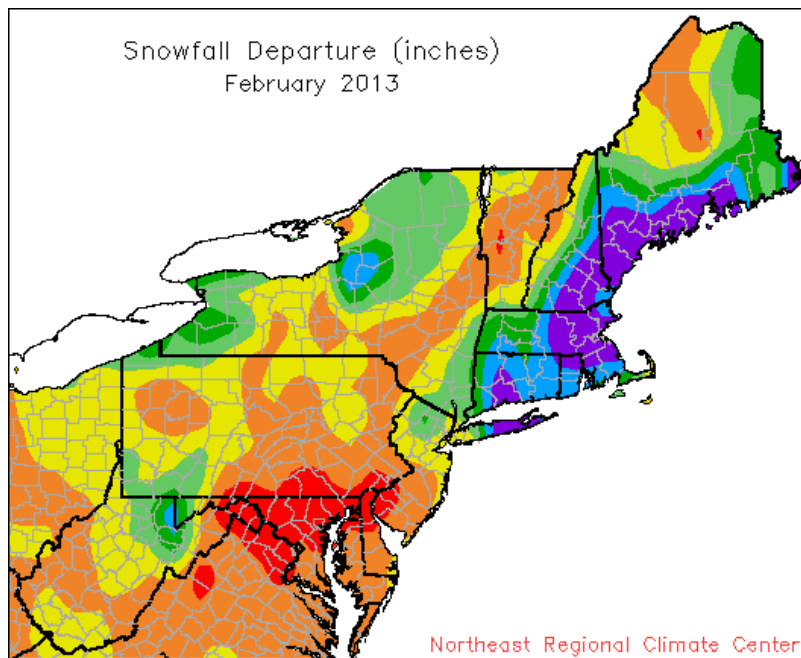 Snowfall Departure (inches)
February 2013
Northeast Regional Climate Center